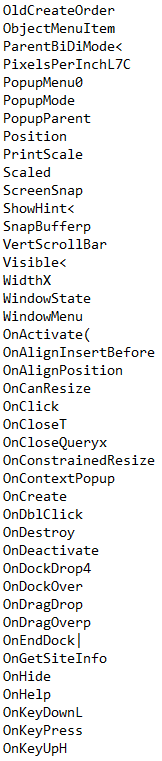 OldCreateOrder
ObjectMenuItem
ParentBiDiMode<
PixelsPerInchL7C
PopupMenu0
PopupMode
PopupParent
Position
PrintScale
Scaled
ScreenSnap
ShowHint<
SnapBufferp
VertScrollBar
Visible<
WidthX
WindowState
WindowMenu
OnActivate(
OnAlignInsertBefore
OnAlignPosition
OnCanResize
OnClick
OnCloseT
OnCloseQueryx
OnConstrainedResize
OnContextPopup
OnCreate
OnDblClick
OnDestroy
OnDeactivate
OnDockDrop4
OnDockOver
OnDragDrop
OnDragOverp
OnEndDock|
OnGetSiteInfo
OnHide
OnHelp
OnKeyDownL
OnKeyPress
OnKeyUpH